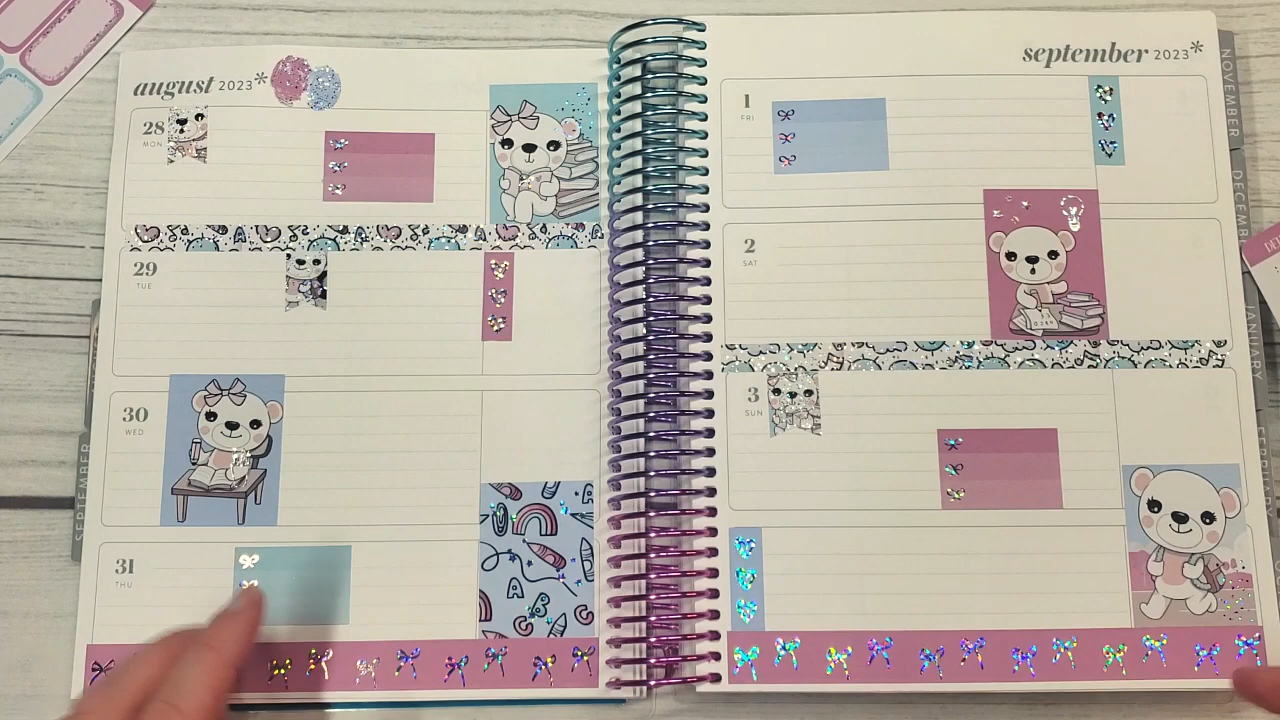 august 2023*
28
MON
29
TUE
30
WED
31
THU
september 2023*
1
FRI
2
SAT
3
SUN
SEPTEMBER
NOVEMBER
DECEMBER
JANUARY
FEBRUARY